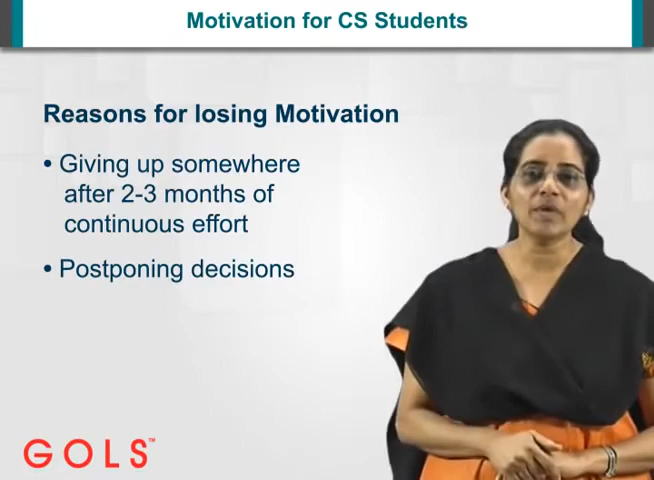 Motivation for CS Students
Reasons for losing Motivation
• Giving up somewhere
after 2-3 months of
continuous effort
• Postponing decisions
GOLS™